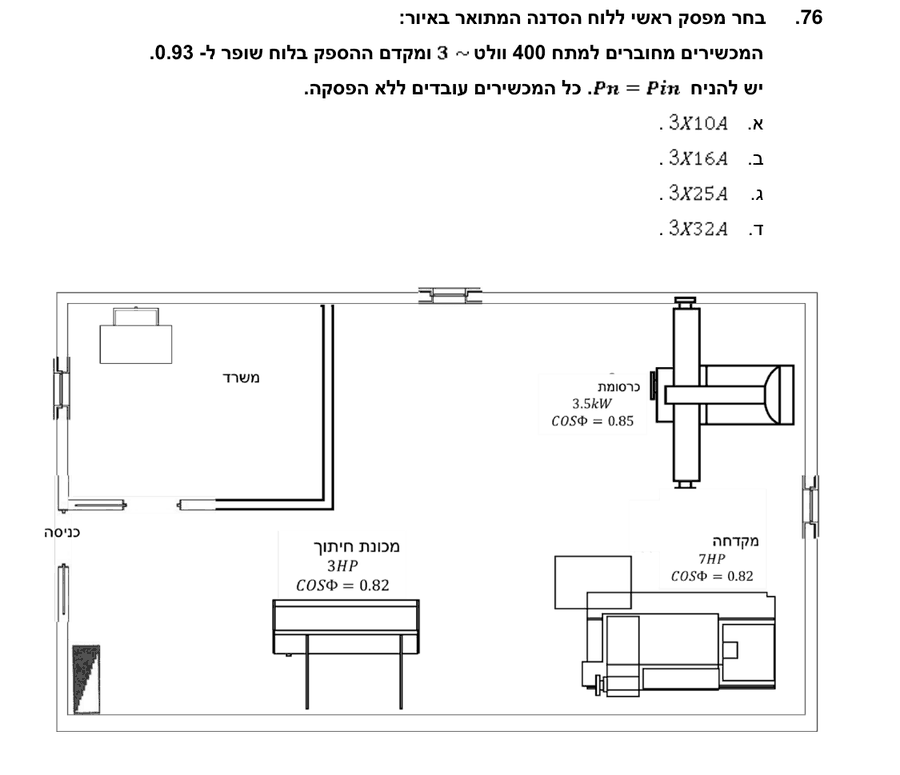 76. בחר מפסק ראשי ללוח הסדנה המתואר באיור:
המכשירים מחוברים למתח 400 וולט ~ 3 ומקדם ההספק בלוח שופר ל- 0.93.
יש להניח Pn = Pin. כל המכשירים עובדים ללא הפסקה.
א. 3X10A .
ב. 3X16A .
ג. 3X25A .
ד. 3X32A .
משרד
כרסומת
3.5kW
COSΦ = 0.85
כניסה
מכונת חיתוך
3HP
COSΦ = 0.82
מקדחה
7HP
COSΦ = 0.82